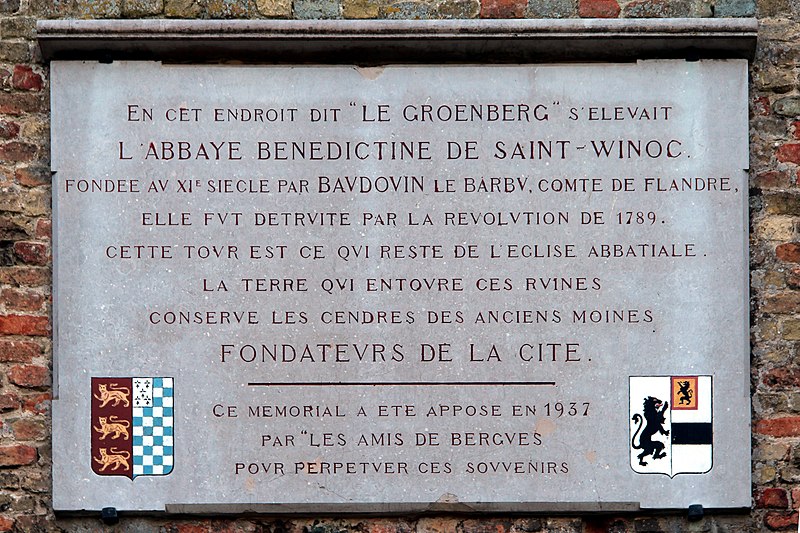 EN CET ENDROIT DIT "LE GROENBERG" S'ELEVAIT
L'ABBAYE BENEDICTINE DE SAINT-WINOC.
FONDEE AV XIE SIECLE PAR BAVDOVIN LE BARBV, COMTE DE FLANDRE,
ELLE FVT DETRVITE PAR LA REVOLVTION DE 1789.
CETTE TOVR EST CE QVI RESTE DE L'EGLISE ABBATIALE.
LA TERRE QVI ENTOVRE CES RVINES
CONSERVE LES CENDRES DES ANCIENS MOINES
FONDATEVRS DE LA CITE.
CE MEMORIAL A ETE APPOSE EN 1937
PAR "LES AMIS DE BERGVES
POVR PERPETVER CES SOVVENIRS